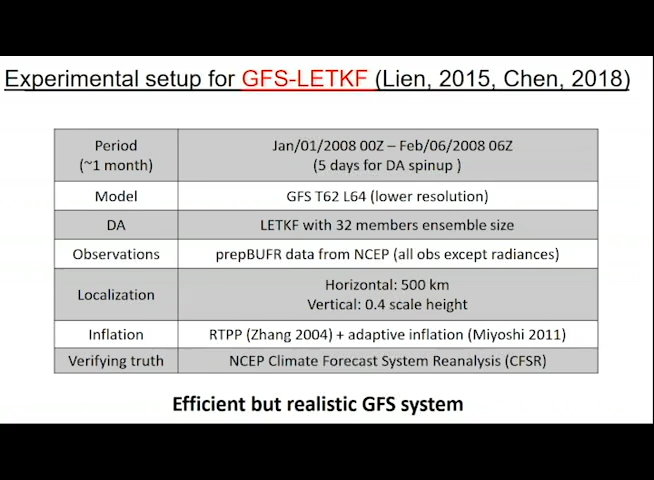 Experimental setup for GFS-LETKF (Lien, 2015, Chen, 2018)
Period
(~1 month)
Jan/01/2008 00Z – Feb/06/2008 06Z
(5 days for DA spinup )
Model
GFS T62 L64 (lower resolution)
DA
LETKF with 32 members ensemble size
Observations
prepBUFR data from NCEP (all obs except radiances)
Localization
Horizontal: 500 km
Vertical: 0.4 scale height
Inflation
RTPP (Zhang 2004) + adaptive inflation (Miyoshi 2011)
Verifying truth
NCEP Climate Forecast System Reanalysis (CFSR)
Efficient but realistic GFS system